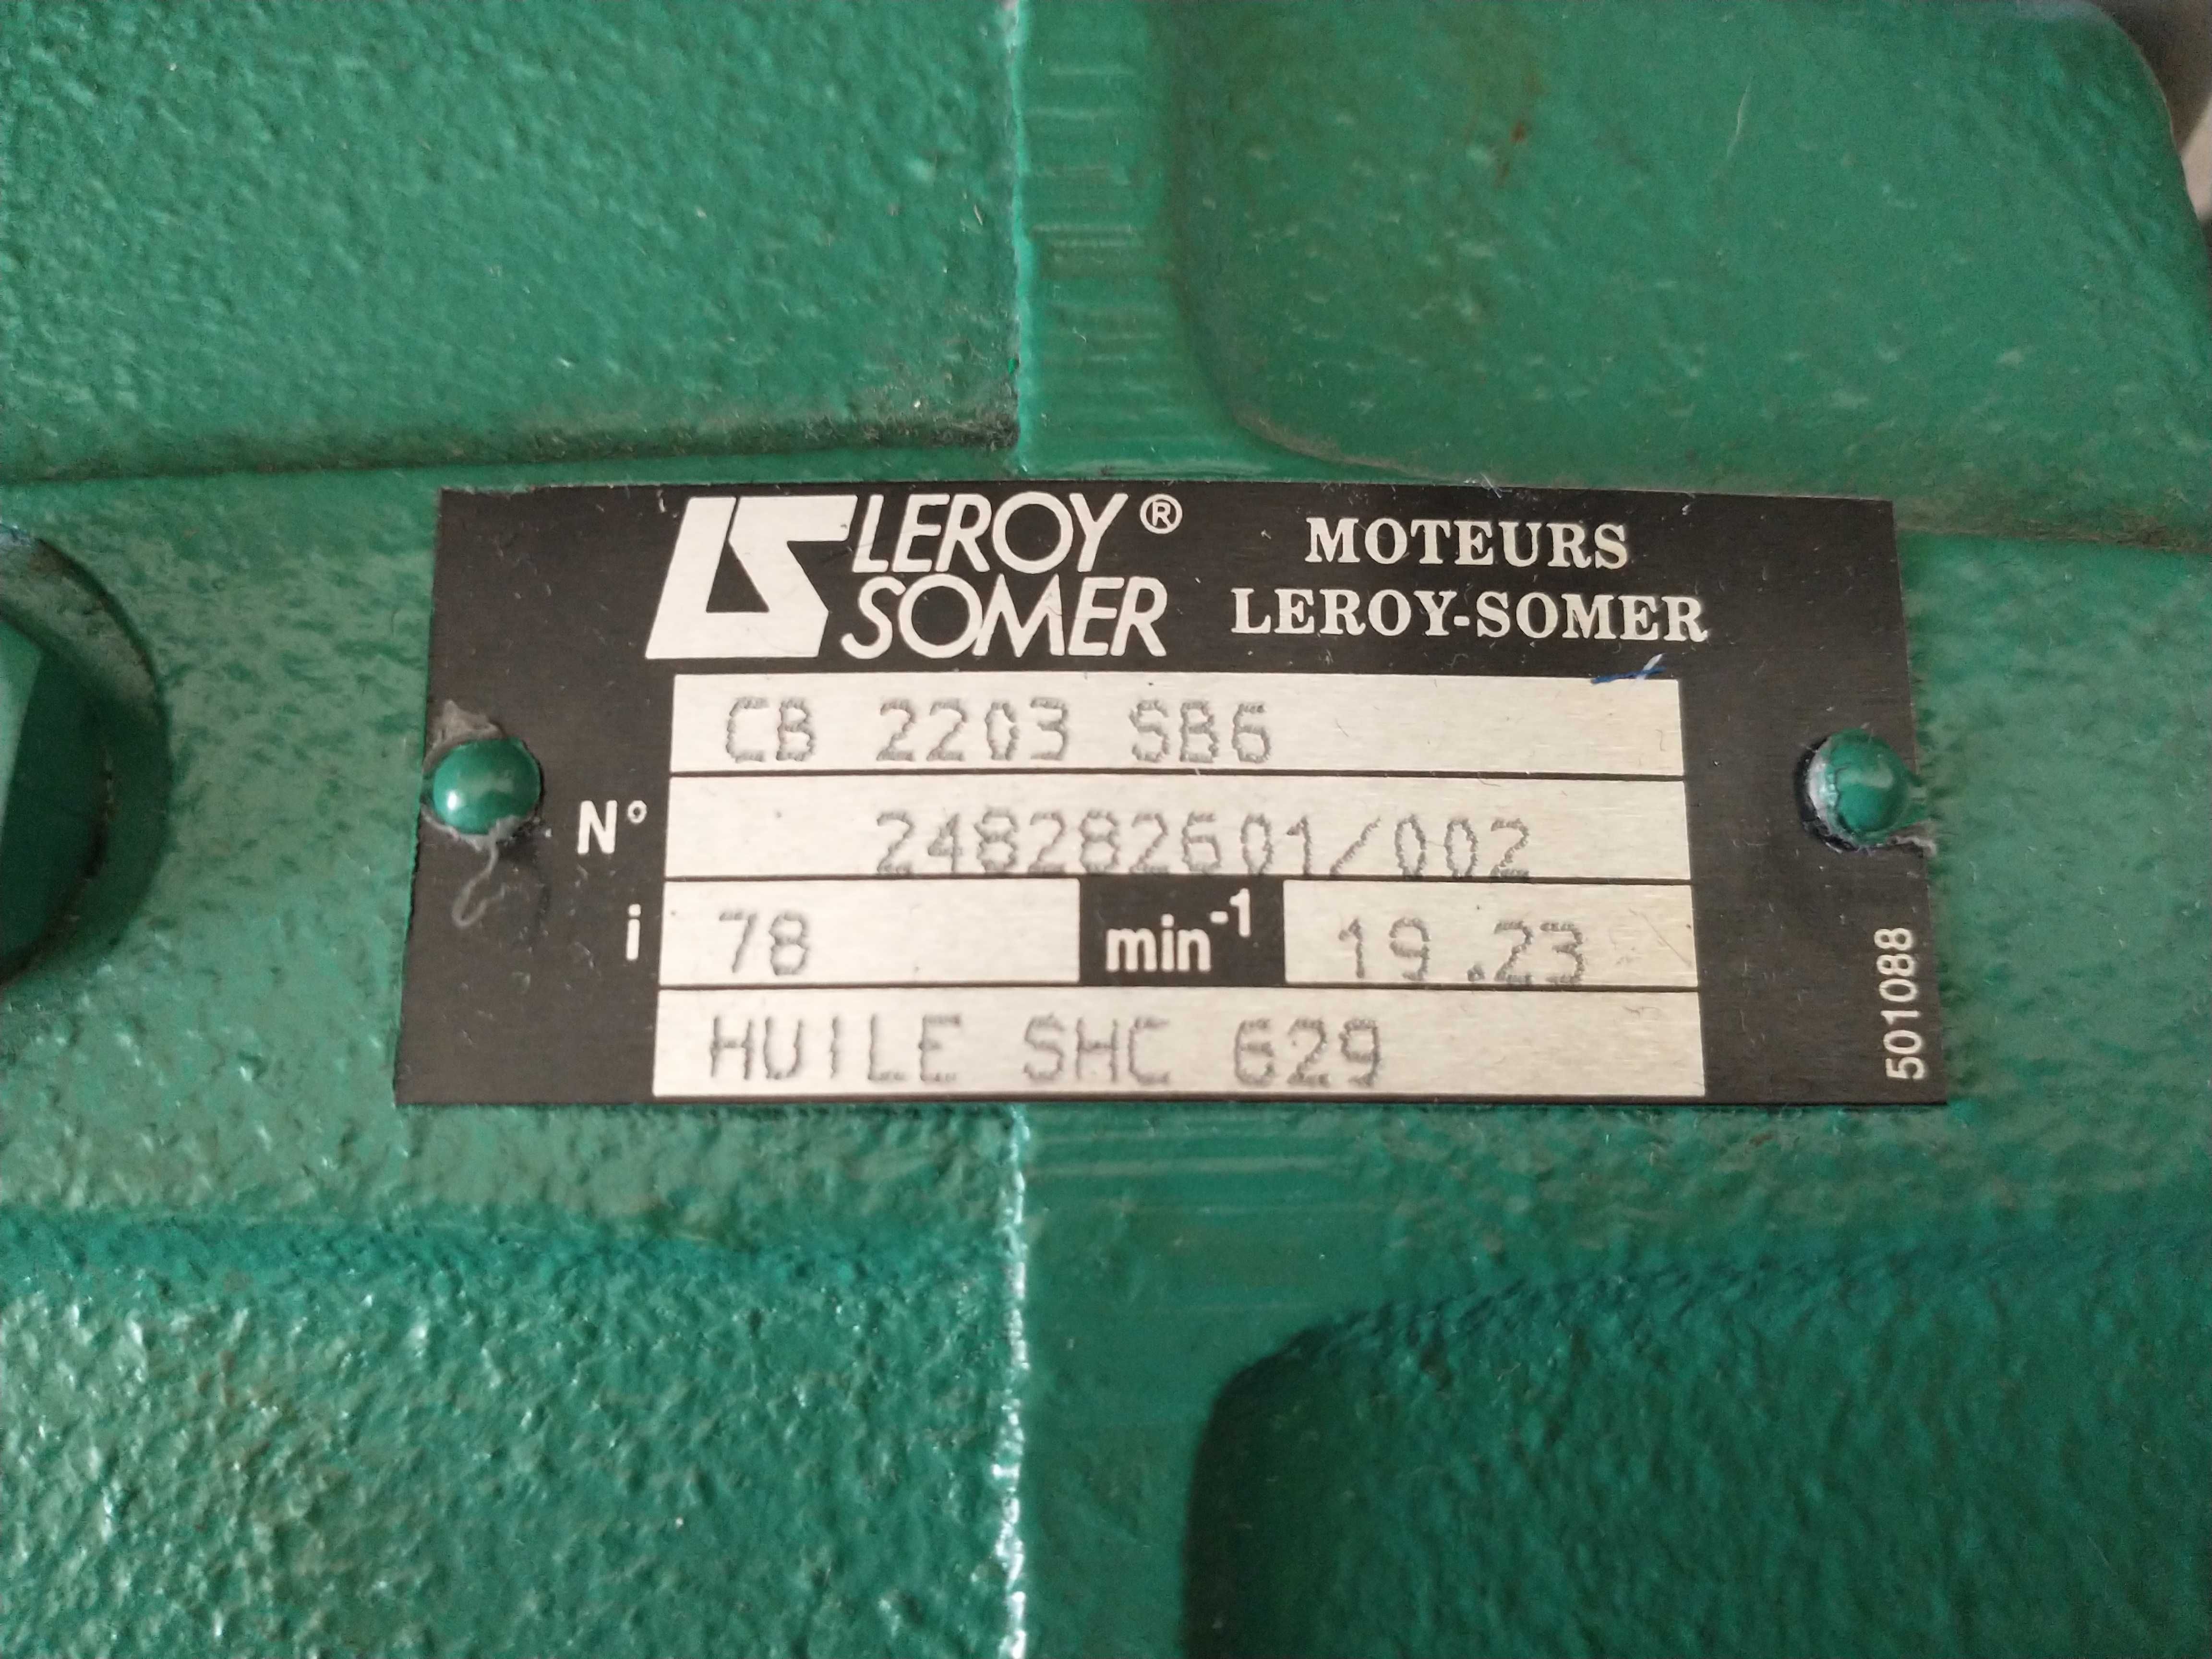 LEROY®
SOMER
MOTEURS
LEROY-SOMER
CB 2203 SB6
N° 248282601/002
i 78 min⁻¹ 19.23
HUILE SHC 629
501088